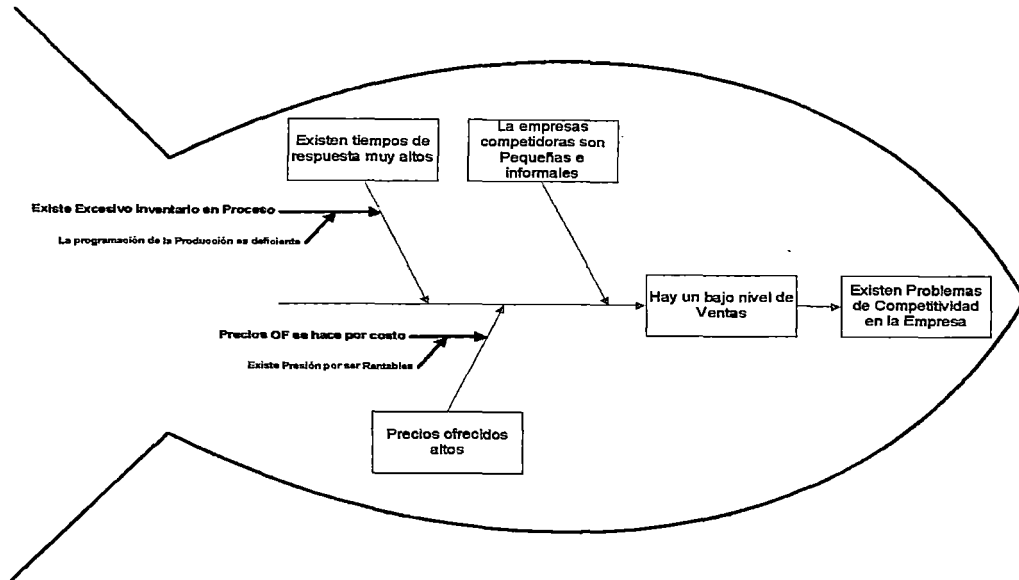 Existen tiempos de
respuesta muy altos
La empresas
competidoras son
Pequeñas e
informales
Existe Excesivo Inventario en Proceso
La programación de la Producción es deficiente
Hay un bajo nivel de
Ventas
Existen Problemas
de Competitividad
en la Empresa
Precios OF se hace por costo
Existe Presión por ser Rentables
Precios ofrecidos
altos